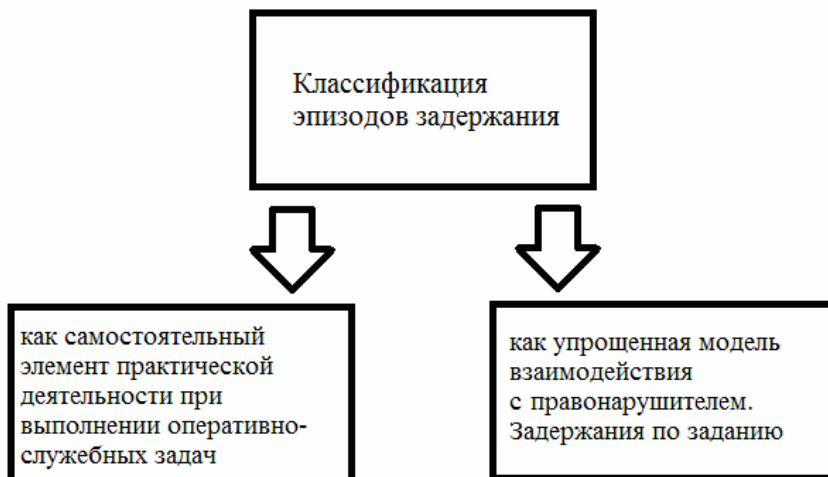 Классификация
эпизодов задержания
как самостоятельный
элемент практической
деятельности при
выполнении оперативно-
служебных задач
как упрощенная модель
взаимодействия
с правонарушителем.
Задержания по заданию